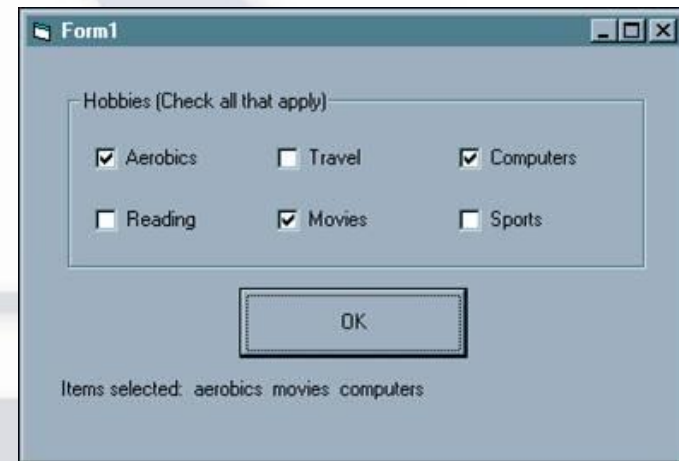 Form1
Hobbies (Check all that apply)
Aerobics Travel Computers
Reading Movies Sports
OK
Items selected: aerobics movies computers